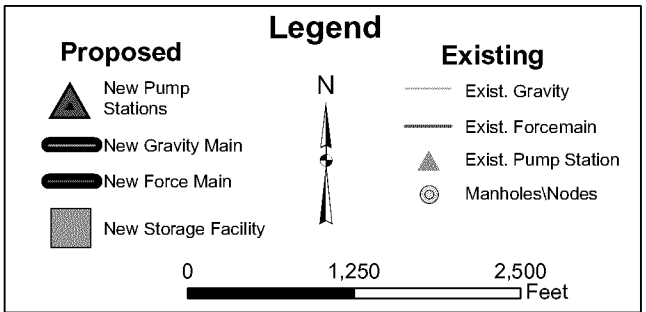 Legend
Proposed
New Pump
Stations
New Gravity Main
New Force Main
New Storage Facility
N
Existing
Exist. Gravity
Exist. Forcemain
Exist. Pump Station
Manholes\Nodes
0 1,250 2,500
Feet